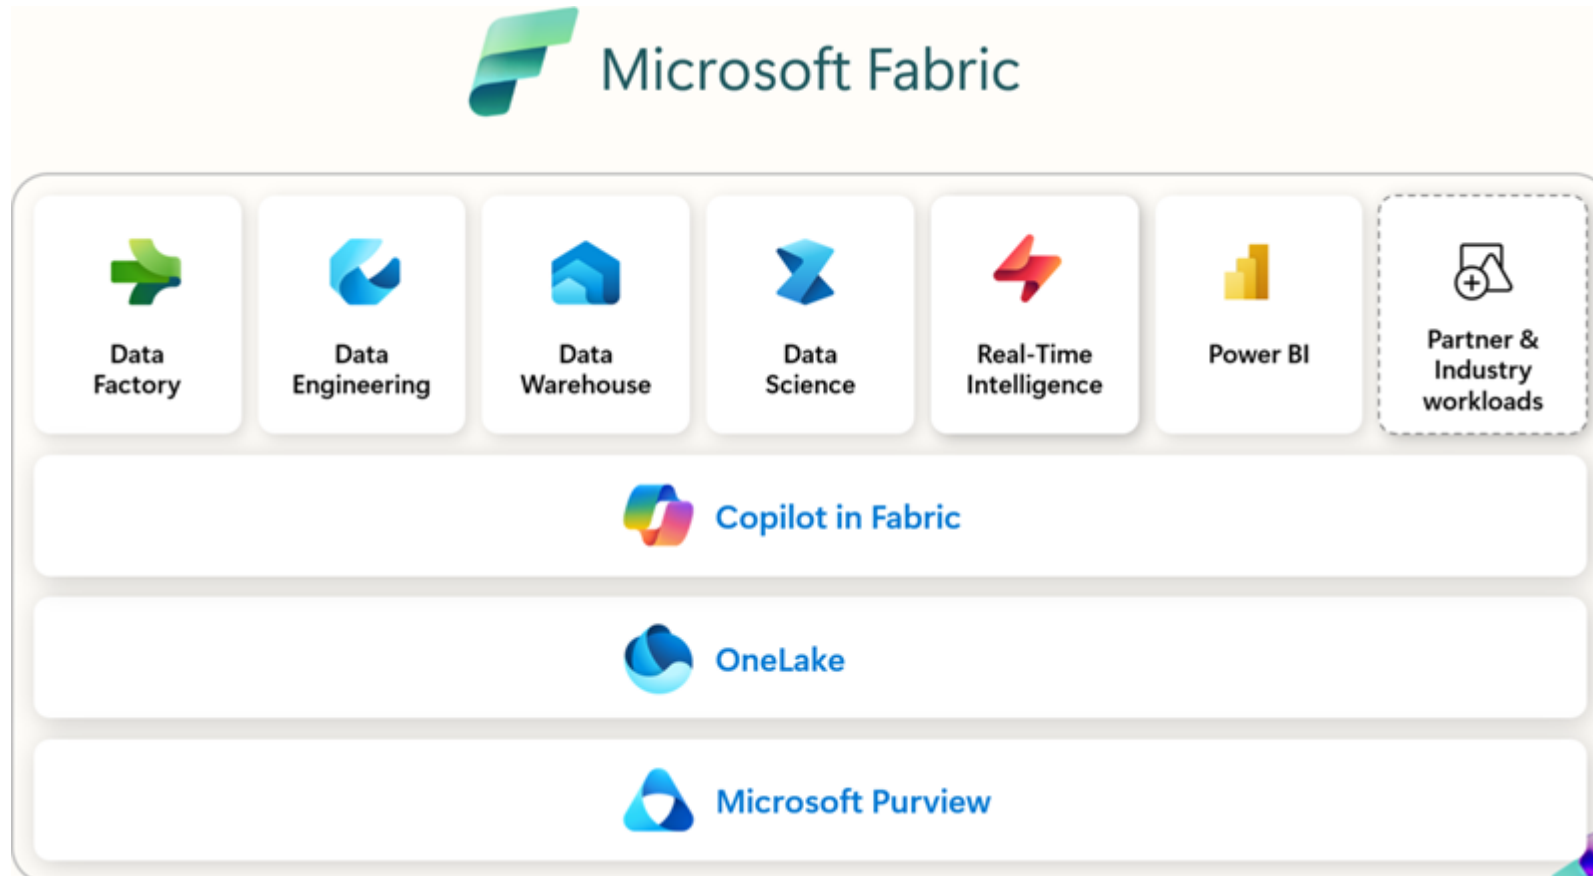 Microsoft Fabric
Data
Factory
Data
Engineering
Data
Warehouse
Data
Science
Real-Time
Intelligence
Power BI
Partner &
Industry
workloads
Copilot in Fabric
OneLake
Microsoft Purview